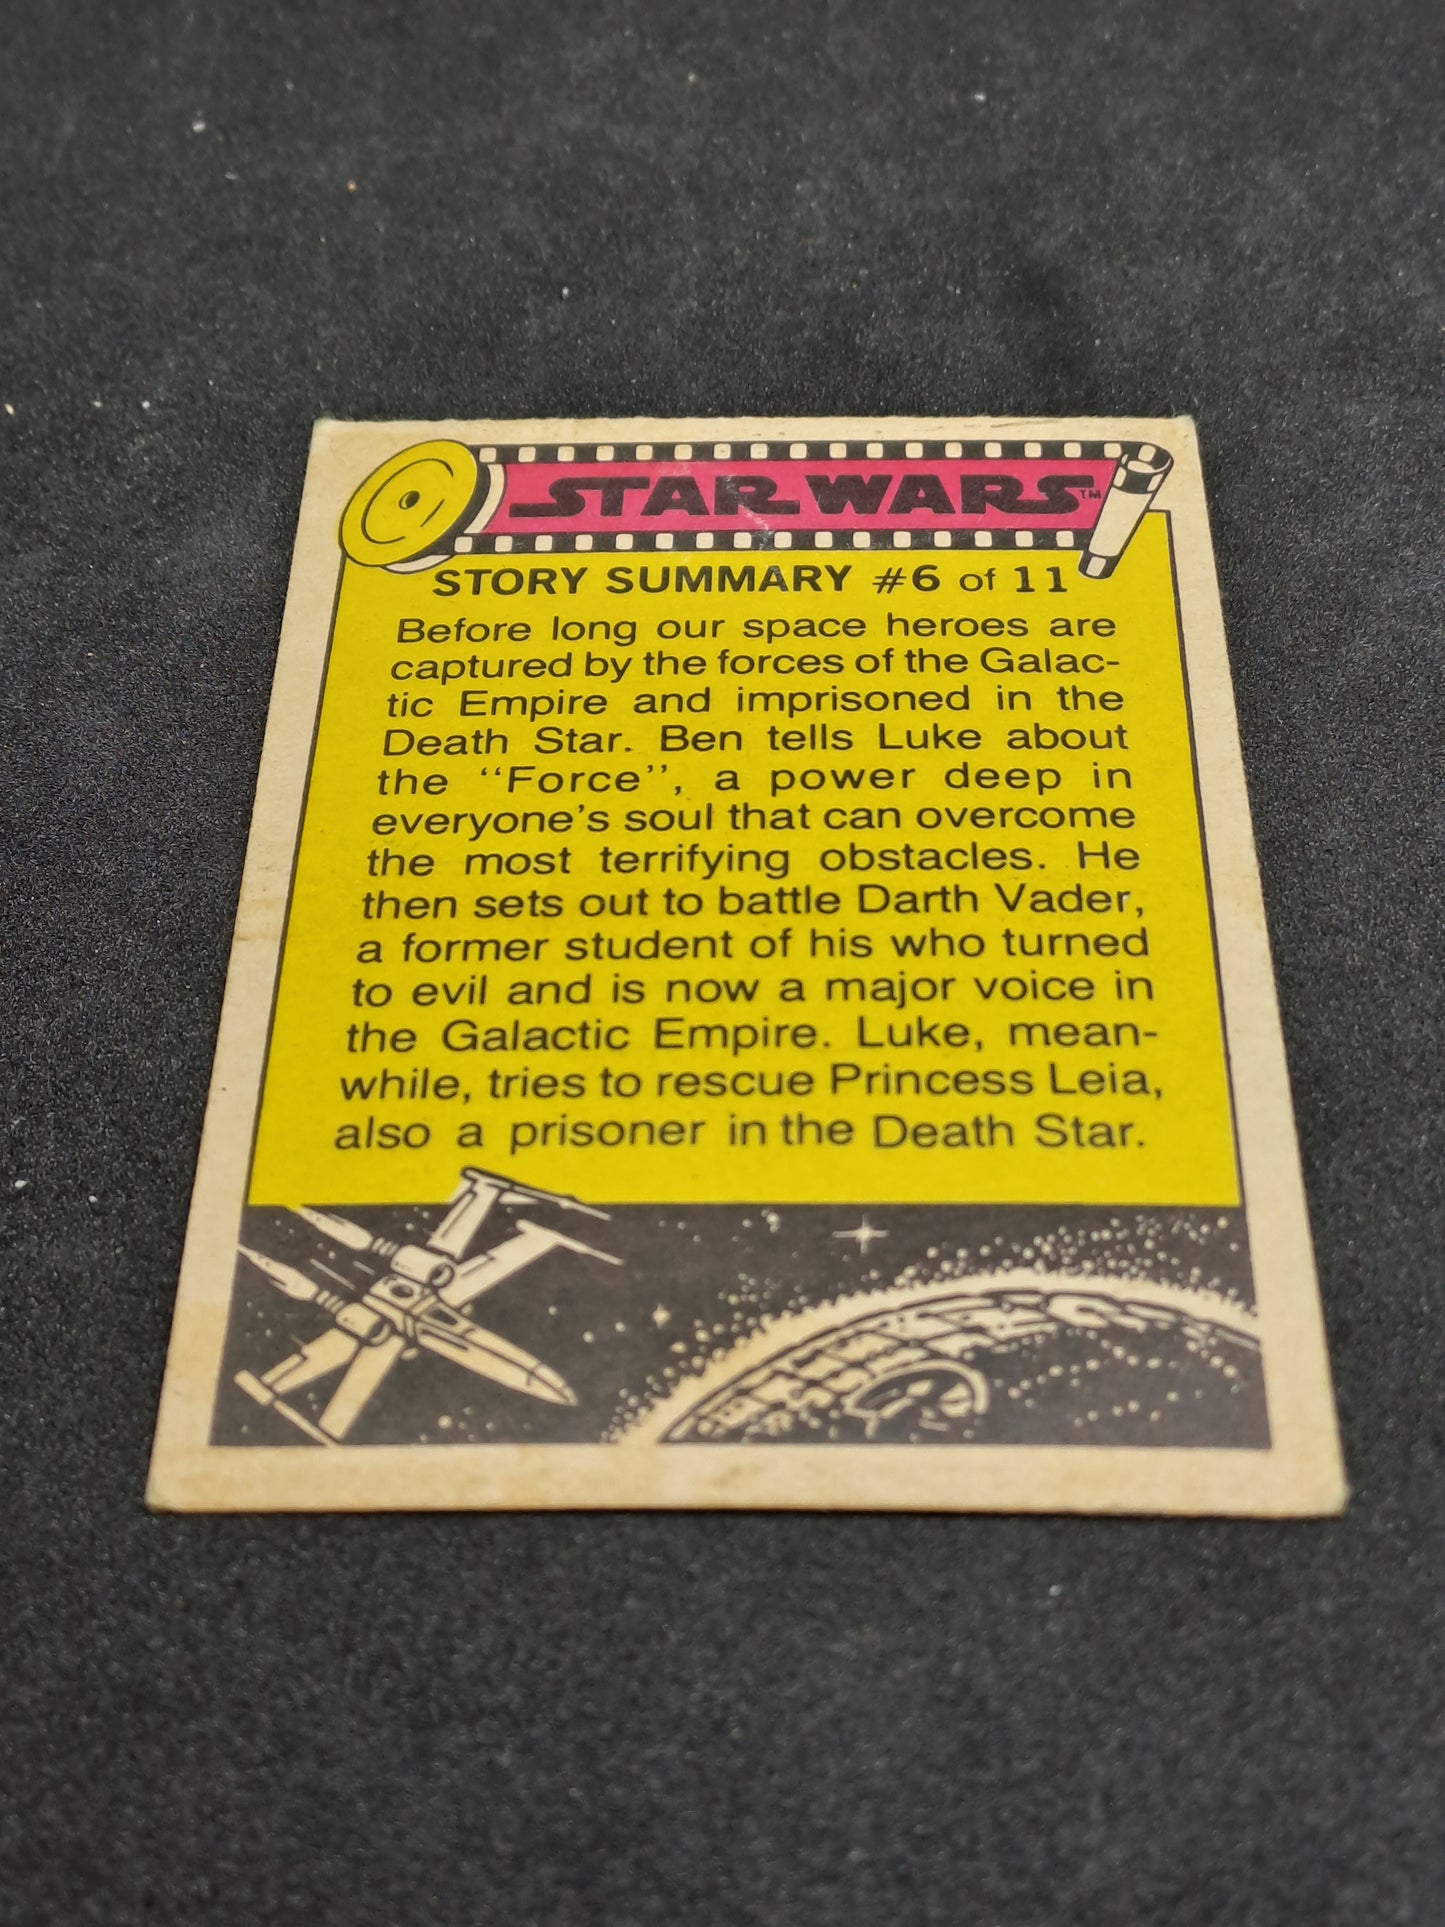 STAR WARS™
STORY SUMMARY #6 of 11
Before long our space heroes are
captured by the forces of the Galac-
tic Empire and imprisoned in the
Death Star. Ben tells Luke about
the “Force”, a power deep in
everyone's soul that can overcome
the most terrifying obstacles. He
then sets out to battle Darth Vader,
a former student of his who turned
to evil and is now a major voice in
the Galactic Empire. Luke, mean-
while, tries to rescue Princess Leia,
also a prisoner in the Death Star.